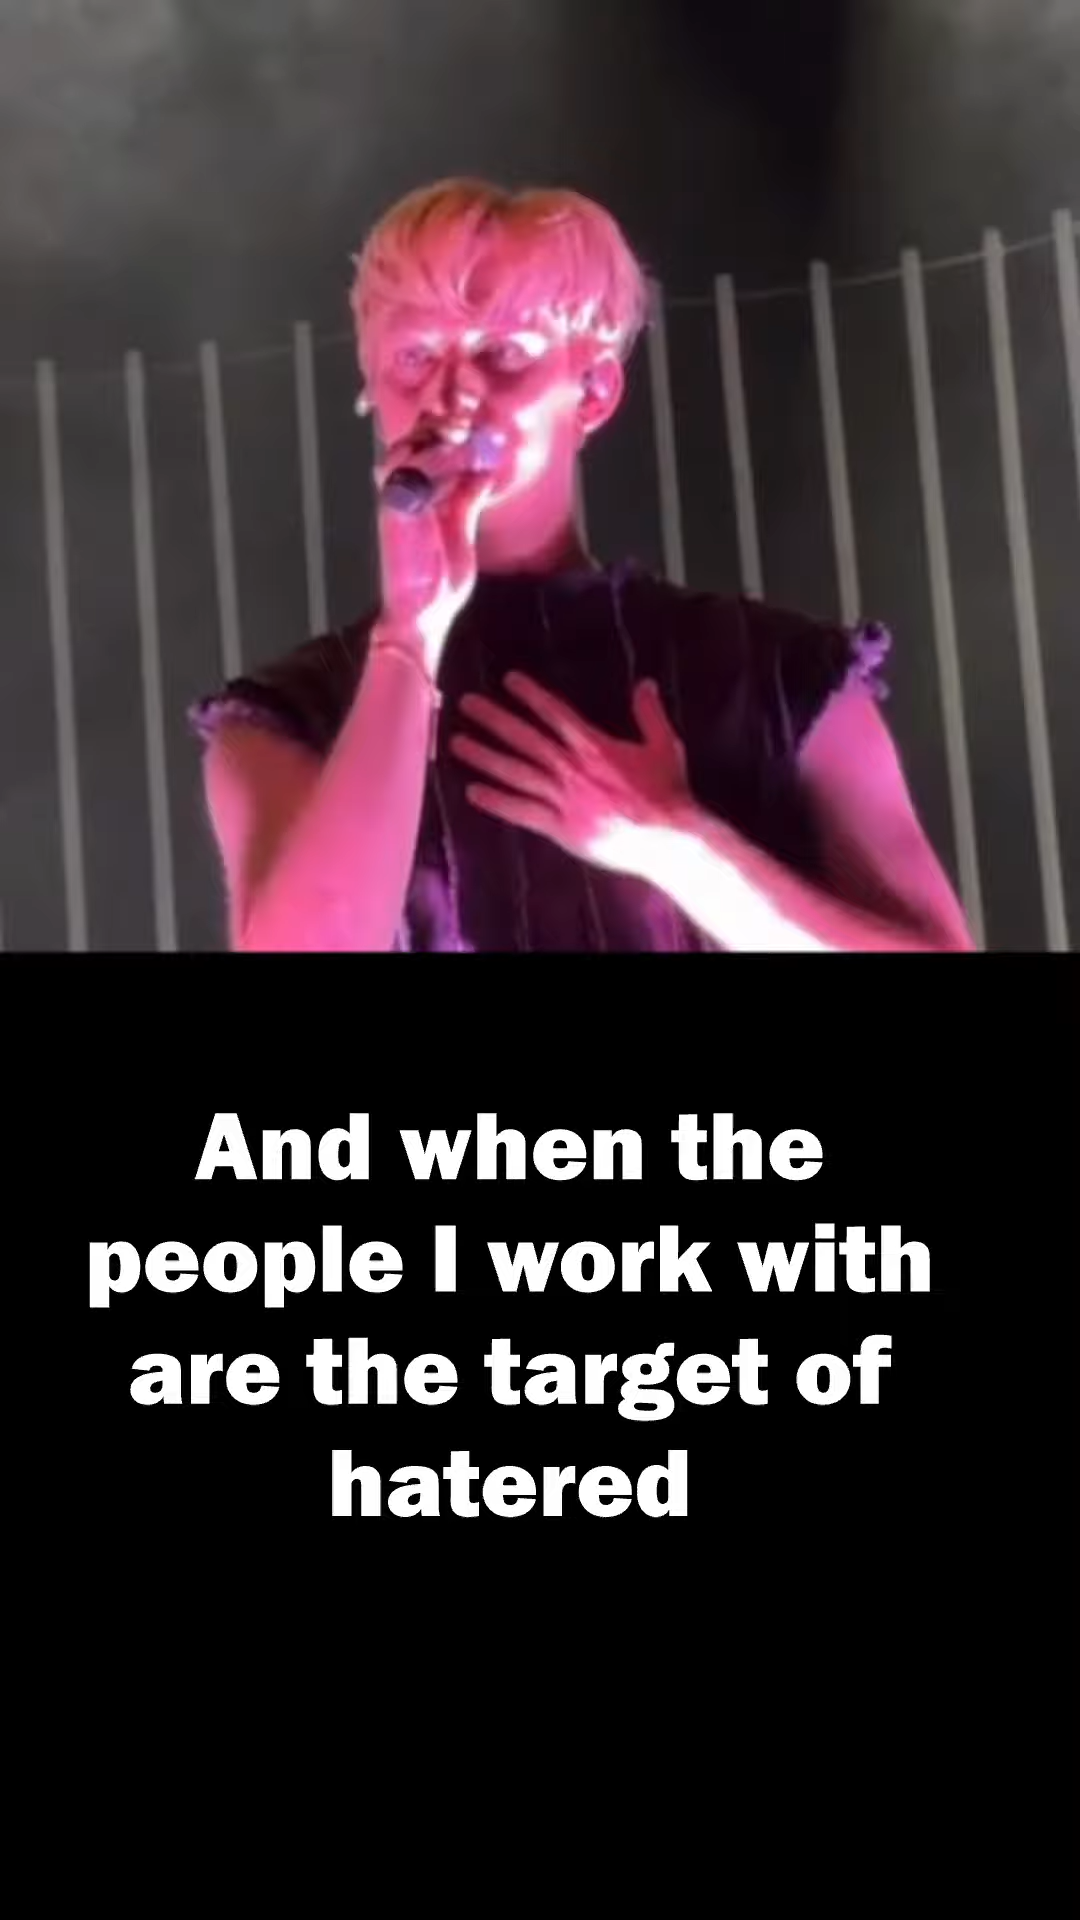 And when the
people I work with
are the target of
hatered